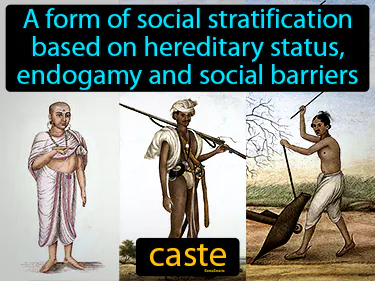 A form of social stratification
based on hereditary status,
endogamy and social barriers
caste